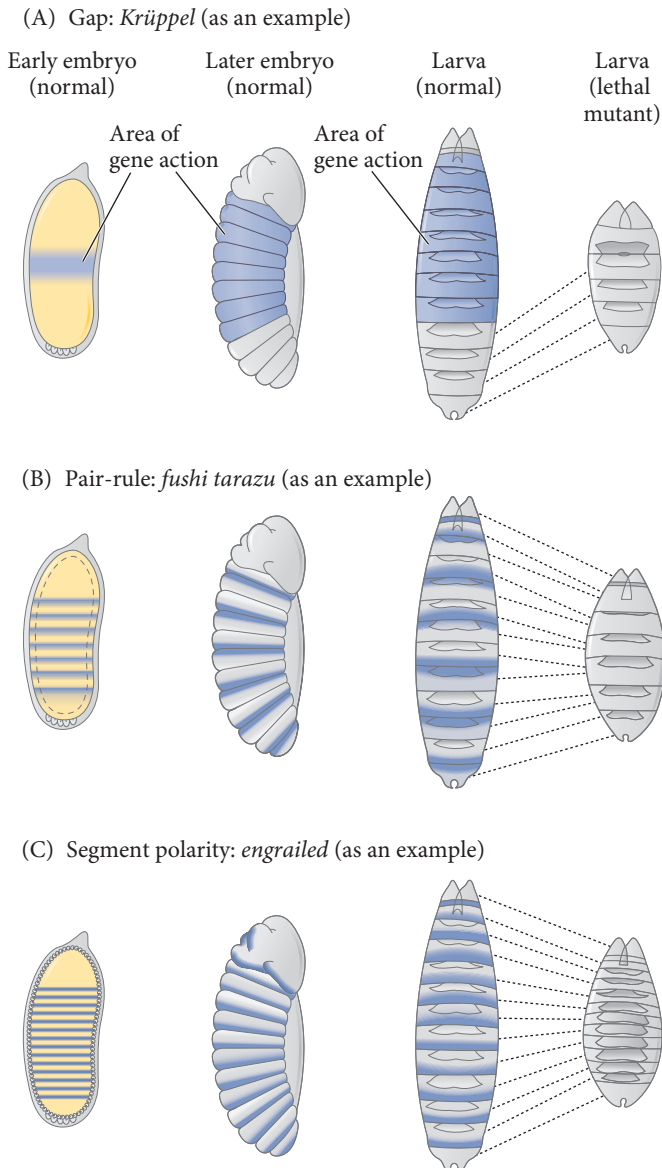 (A) Gap: Krüppel (as an example)
Early embryo
(normal)
Later embryo
(normal)
Larva
(normal)
Larva
(lethal
mutant)
Area of
gene action
Area of
gene action
(B) Pair-rule: fushi tarazu (as an example)
(C) Segment polarity: engrailed (as an example)